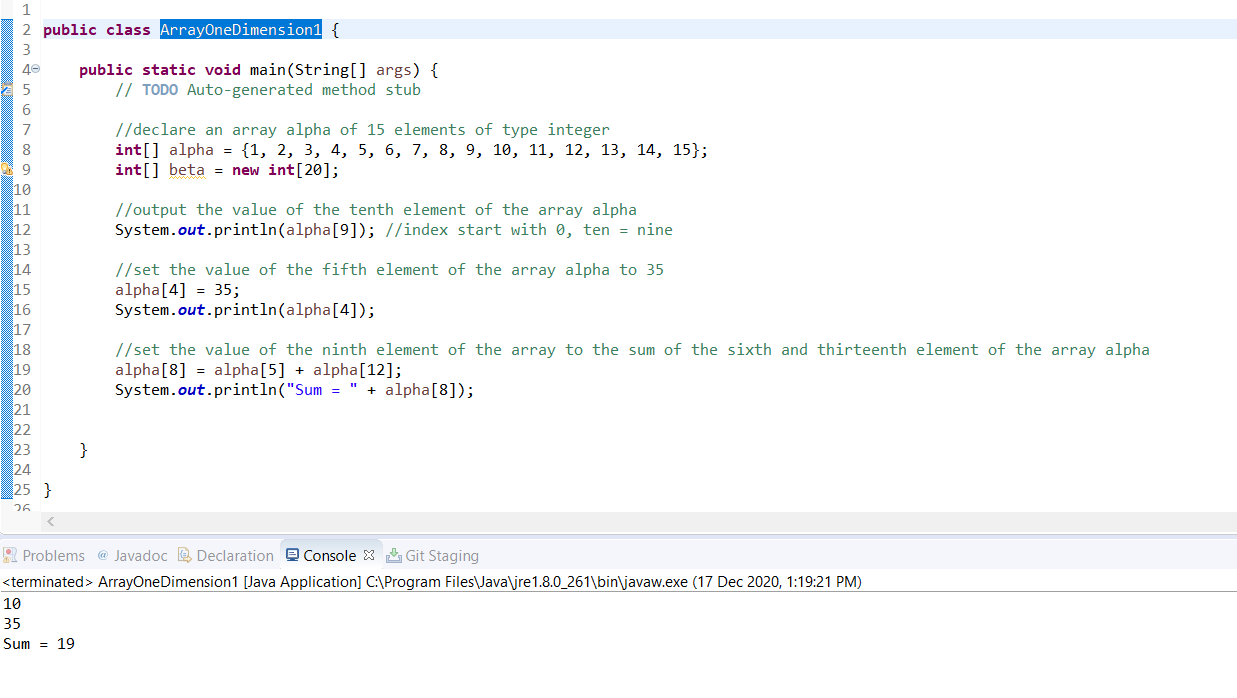 1
2 public class ArrayOneDimension1 {
3
4 public static void main(String[] args) {
5 // TODO Auto-generated method stub
6
7 //declare an array alpha of 15 elements of type integer
8 int[] alpha = {1, 2, 3, 4, 5, 6, 7, 8, 9, 10, 11, 12, 13, 14, 15};
9 int[] beta = new int[20];
10
11 //output the value of the tenth element of the array alpha
12 System.out.println(alpha[9]); //index start with 0, ten = nine
13
14 //set the value of the fifth element of the array alpha to 35
15 alpha[4] = 35;
16 System.out.println(alpha[4]);
17
18 //set the value of the ninth element of the array to the sum of the sixth and thirteenth element of the array alpha
19 alpha[8] = alpha[5] + alpha[12];
20 System.out.println("Sum = " + alpha[8]);
21
22
23 }
24
25 }
26
Problems @ Javadoc Declaration Console Git Staging
<terminated> ArrayOneDimension1 [Java Application] C:\Program Files\Java\jre1.8.0_261\bin\javaw.exe (17 Dec 2020, 1:19:21 PM)
10
35
Sum = 19